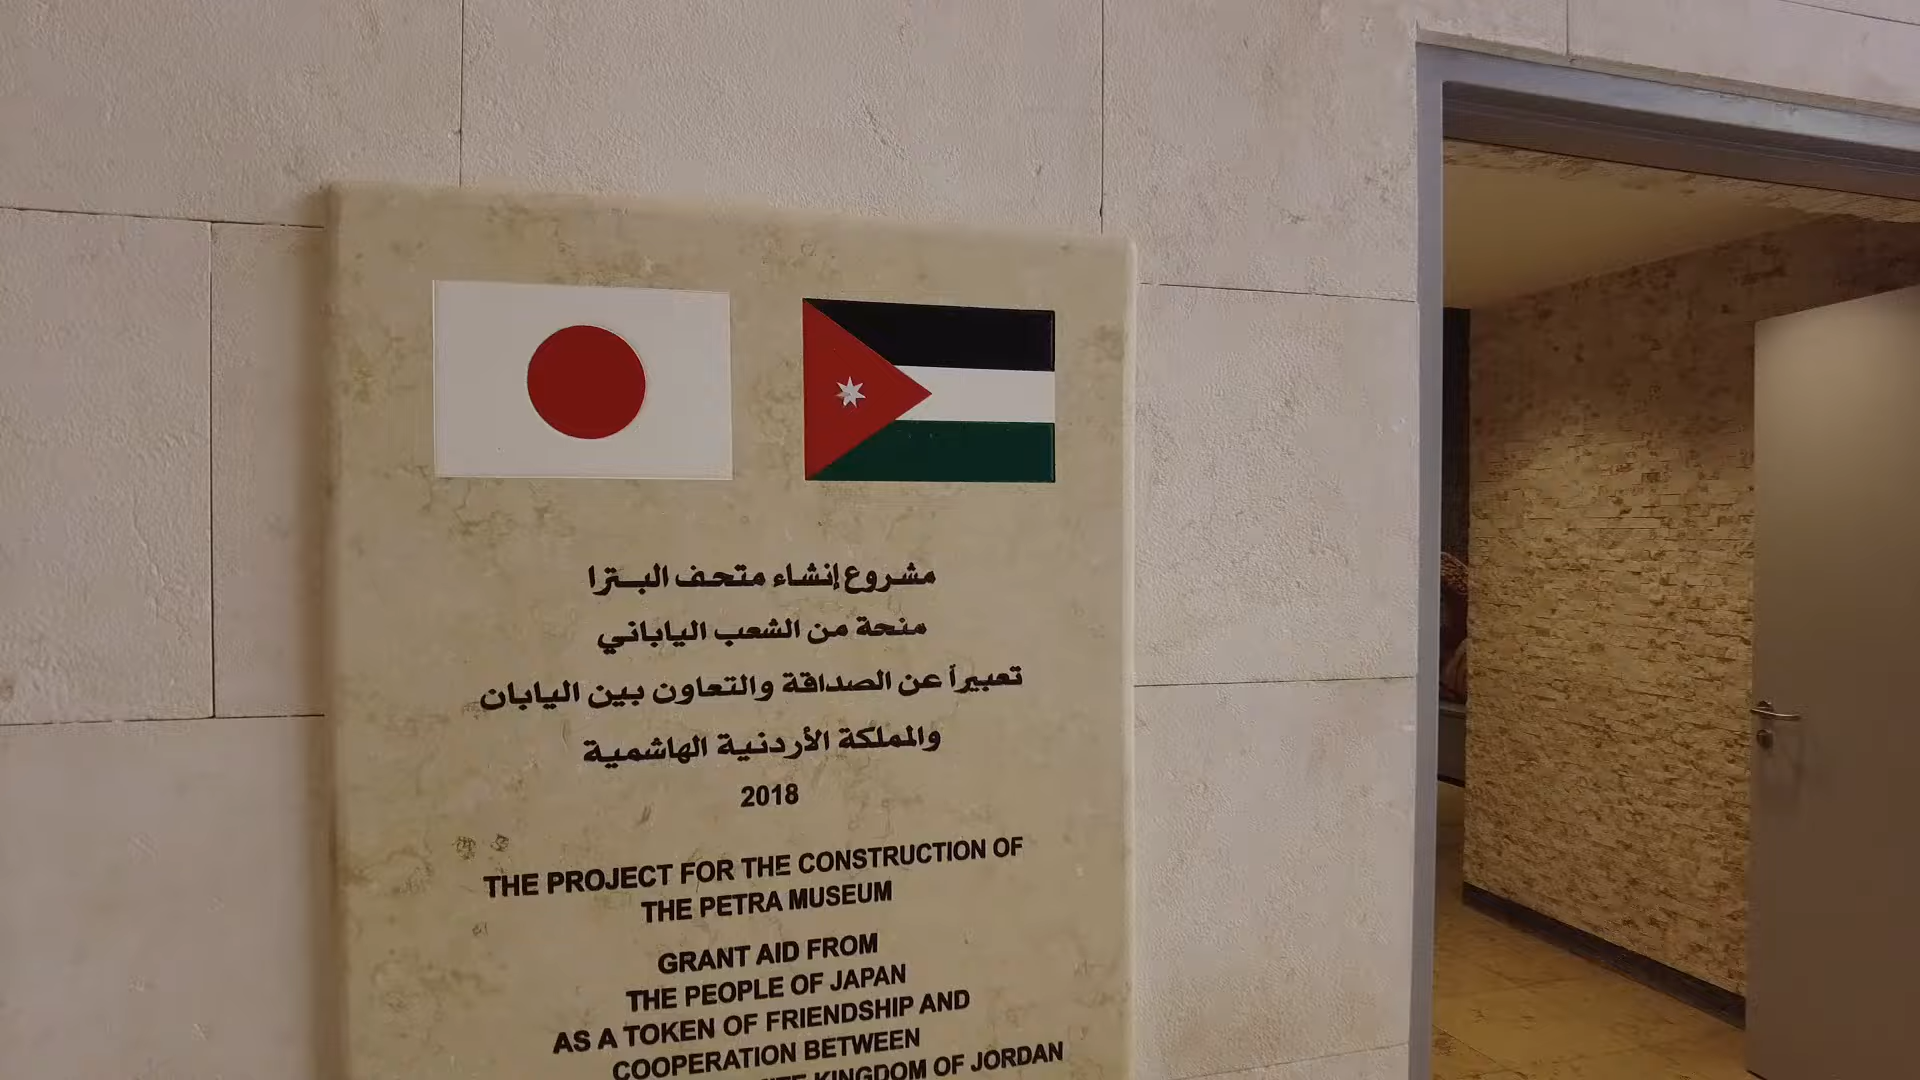 مشروع إنشاء متحف البترا
منحة من الشعب الياباني
تعبيراً عن الصداقة والتعاون بين اليابان
والمملكة الأردنية الهاشمية
2018
THE PROJECT FOR THE CONSTRUCTION OF
THE PETRA MUSEUM
GRANT AID FROM
THE PEOPLE OF JAPAN
AS A TOKEN OF FRIENDSHIP AND
COOPERATION BETWEEN
KINGDOM OF JORDAN